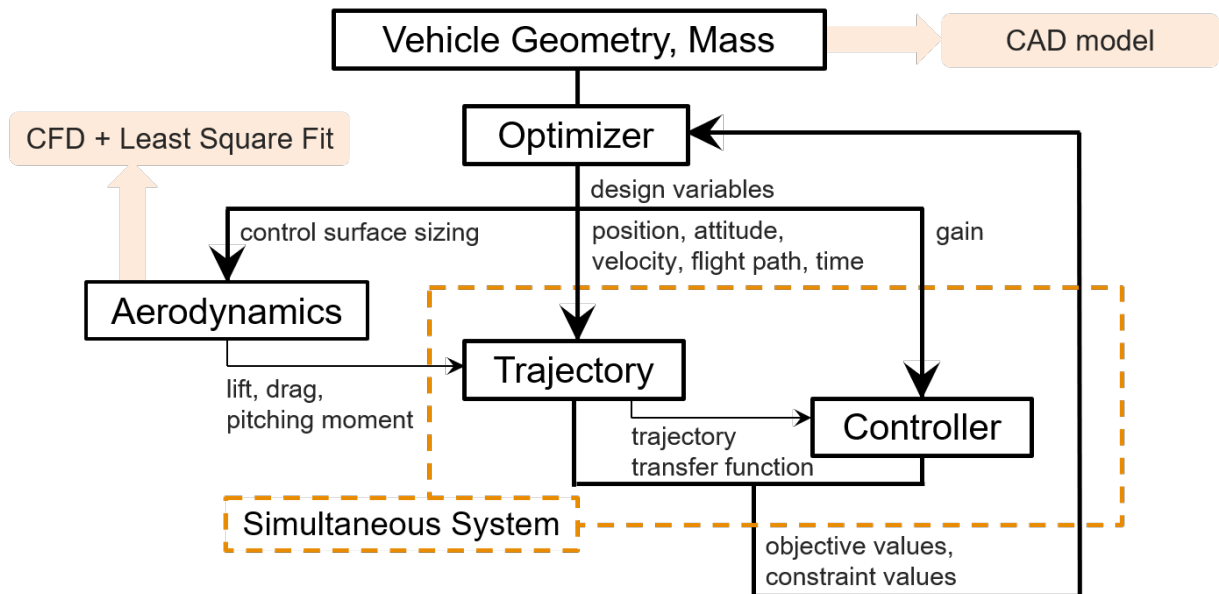 Vehicle Geometry, Mass
CAD model
Optimizer
CFD + Least Square Fit
design variables
control surface sizing
position, attitude,
velocity, flight path, time
gain
Aerodynamics
Trajectory
lift, drag,
pitching moment
Controller
trajectory
transfer function
Simultaneous System
objective values,
constraint values